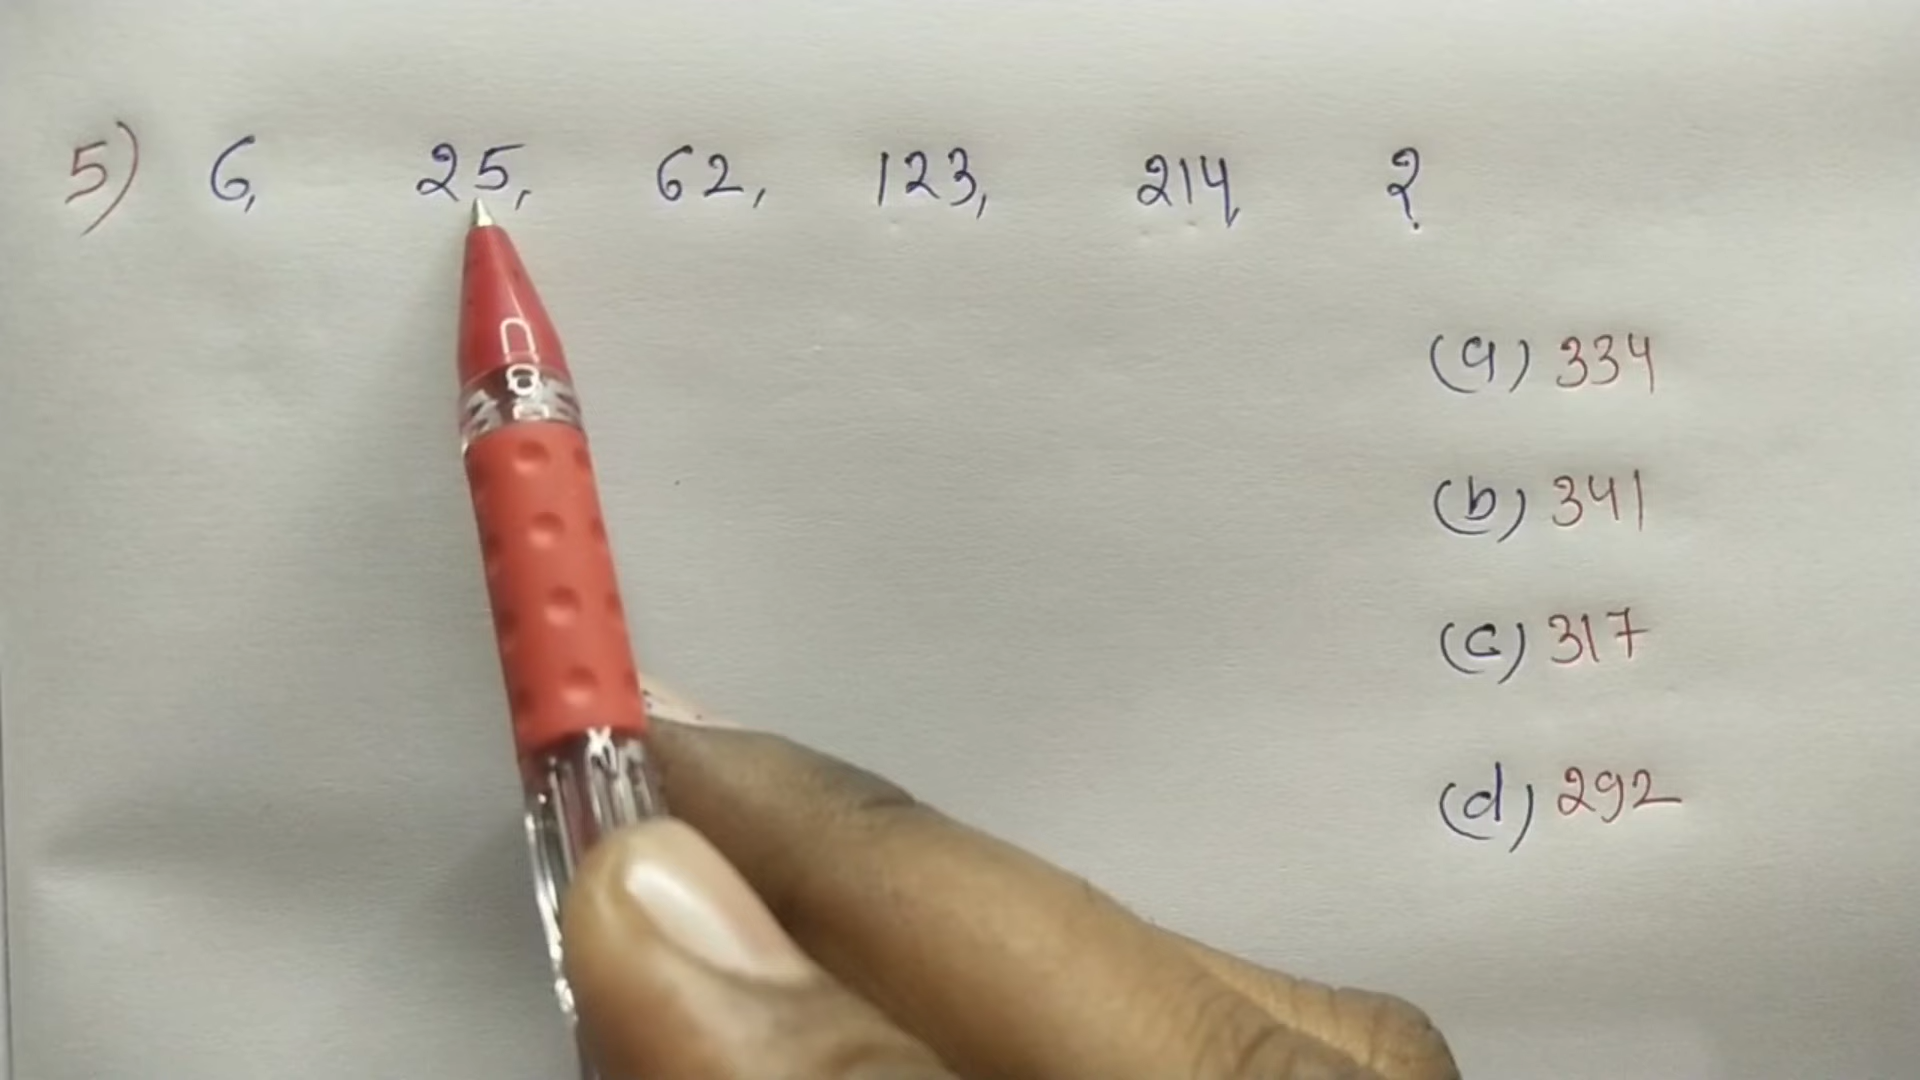 5) 6, 25, 62, 123, 214, ?
(a) 334
(b) 341
(c) 317
(d) 292